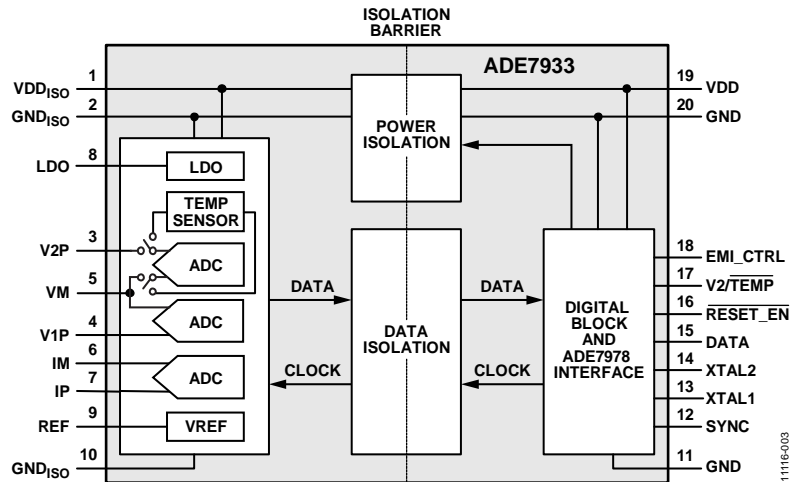 ISOLATION
BARRIER
ADE7933
1
VDDISO
2
GNDISO
8
LDO
3
V2P
5
VM
4
V1P
6
IM
7
IP
9
REF
10
GNDISO
LDO
TEMP
SENSOR
ADC
ADC
ADC
VREF
POWER
ISOLATION
DATA
CLOCK
DATA
ISOLATION
DATA
CLOCK
DIGITAL
BLOCK
AND
ADE7978
INTERFACE
19
VDD
20
GND
18
EMI_CTRL
17
V2/TEMP
16
RESET_EN
15
DATA
14
XTAL2
13
XTAL1
12
SYNC
11
GND
11116-003